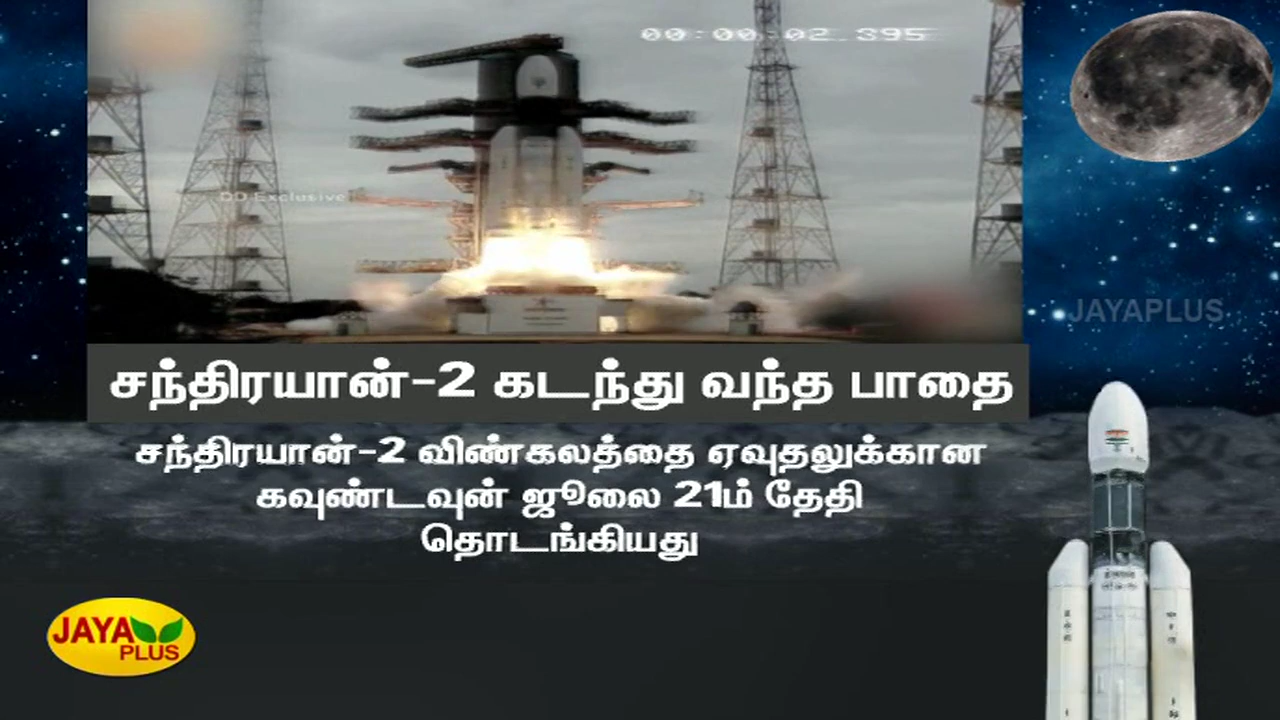 00:00:02.395
DD Exclusive
JAYAPLUS
சந்திரயான்-2 கடந்து வந்த பாதை
சந்திரயான்-2 விண்கலத்தை ஏவுதலுக்கான
கவுண்டவுன் ஜூலை 21ம் தேதி
தொடங்கியது
JAYA
PLUS